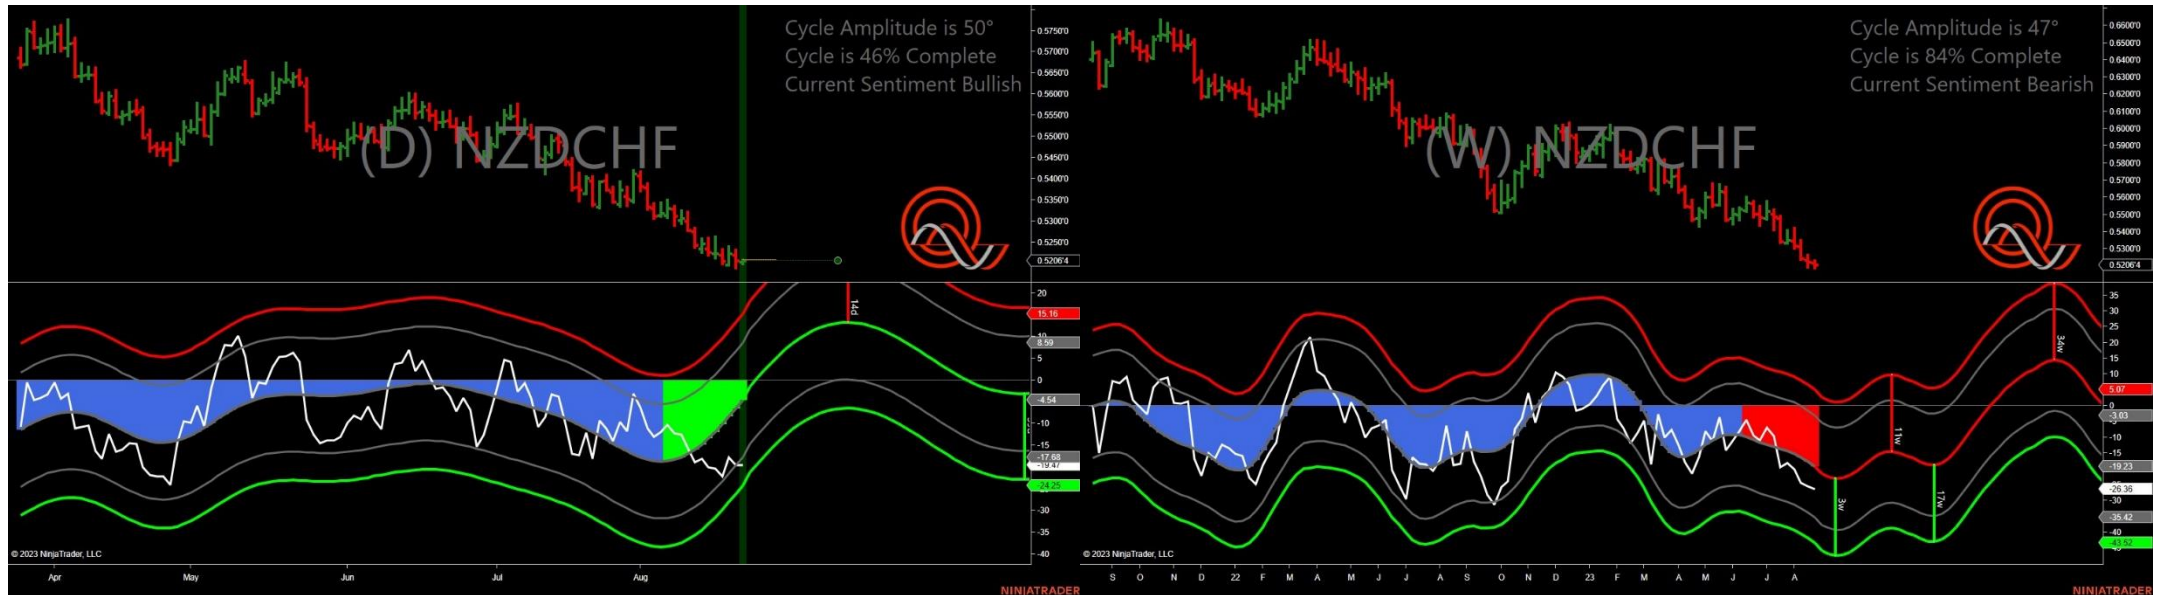 Cycle Amplitude is 50°
Cycle is 46% Complete
Current Sentiment Bullish
(D) NZDCHF
0.5750'0
0.5700'0
0.5650'0
0.5600'0
0.5550'0
0.5500'0
0.5450'0
0.5400'0
0.5350'0
0.5300'0
0.5250'0
0.5206'4
14d
20
15.16
10
8.59
5
0
-4.54
-10
-15
-17.68
-19.47
-24.25
-30
-35
-40
© 2023 NinjaTrader, LLC
Apr
May
Jun
Jul
Aug
NINJATRADER
Cycle Amplitude is 47°
Cycle is 84% Complete
Current Sentiment Bearish
(W) NZDCHF
0.6600'0
0.6500'0
0.6400'0
0.6300'0
0.6200'0
0.6100'0
0.6000'0
0.5900'0
0.5800'0
0.5700'0
0.5600'0
0.5500'0
0.5400'0
0.5300'0
0.5206'4
34w
11w
3w
17w
35
30
25
20
15
10
5.07
0
-3.03
-10
-15
-19.23
-26.36
-30
-35.42
-40
-43.52
© 2023 NinjaTrader, LLC
S O N D 22 F M A M J J A S O N D 23 F M A M J J A
NINJATRADER